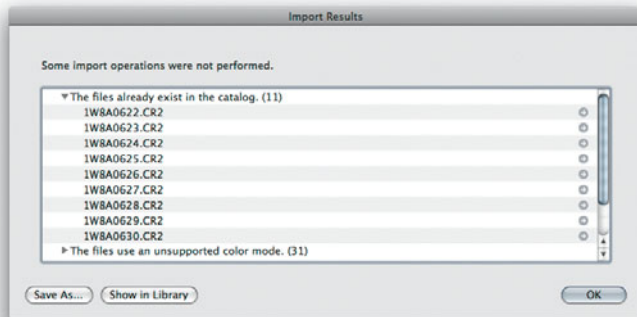 Import Results
Some import operations were not performed.
The files already exist in the catalog. (11)
1W8A0622.CR2
1W8A0623.CR2
1W8A0624.CR2
1W8A0625.CR2
1W8A0626.CR2
1W8A0627.CR2
1W8A0628.CR2
1W8A0629.CR2
1W8A0630.CR2
The files use an unsupported color mode. (31)
Save As... Show in Library OK